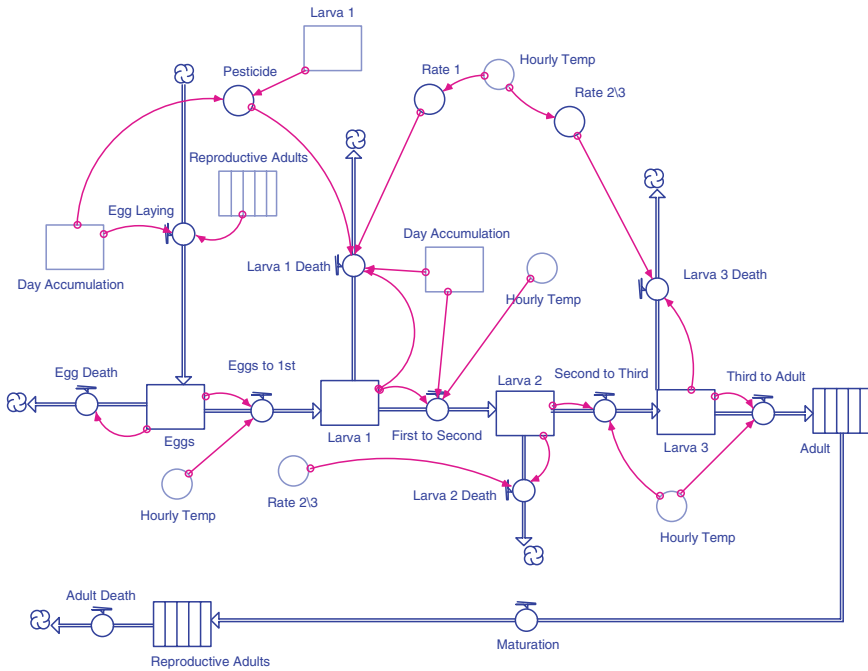 Larva 1
Pesticide
Rate 1
Hourly Temp
Rate 2\3
Reproductive Adults
Egg Laying
Day Accumulation
Larva 1 Death
Day Accumulation
Hourly Temp
Larva 3 Death
Egg Death
Eggs to 1st
Larva 2
Second to Third
Third to Adult
Eggs
Larva 1
First to Second
Larva 3
Adult
Hourly Temp
Rate 2\3
Larva 2 Death
Hourly Temp
Adult Death
Maturation
Reproductive Adults